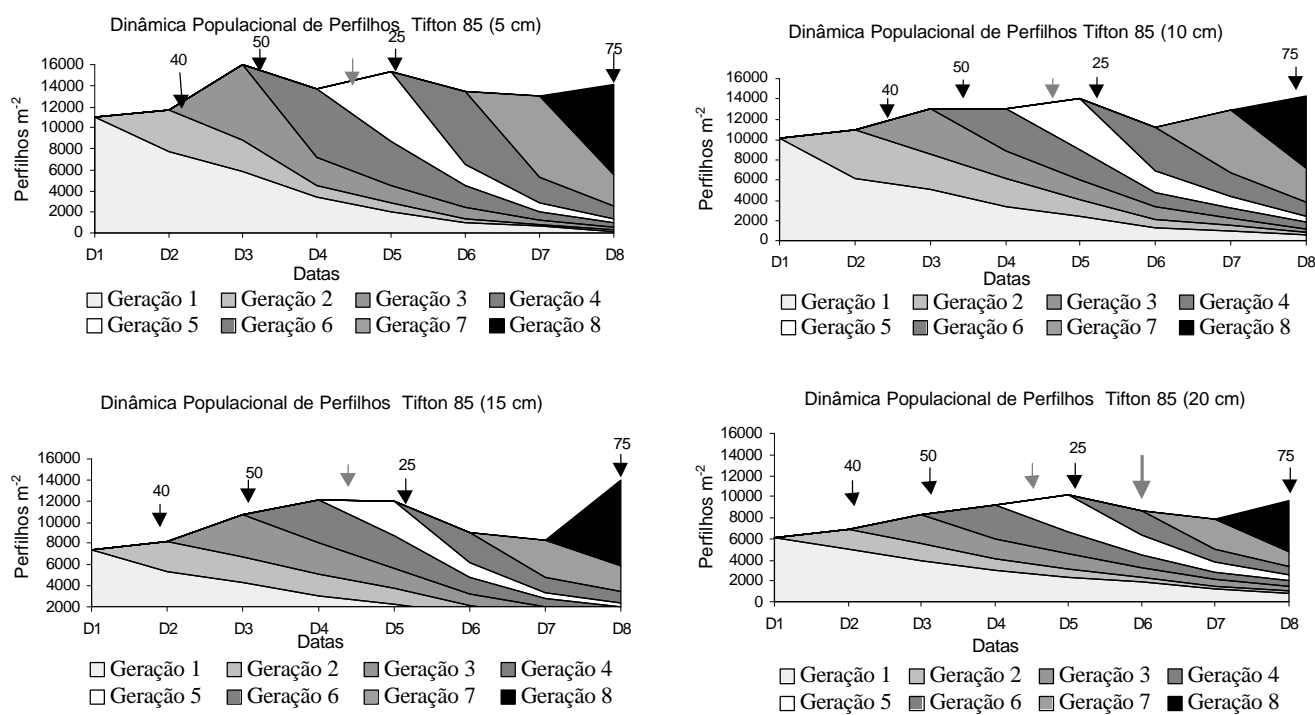 Dinâmica Populacional de Perfilhos Tifton 85 (5 cm)
40
50
25
75
Perfilhos m-2
16000
14000
12000
10000
8000
6000
4000
2000
0
D1 D2 D3 D4 D5 D6 D7 D8
Datas
Geração 1 Geração 2 Geração 3 Geração 4
Geração 5 Geração 6 Geração 7 Geração 8
Dinâmica Populacional de Perfilhos Tifton 85 (10 cm)
40
50
25
75
Perfilhos m-2
16000
14000
12000
10000
8000
6000
4000
2000
0
D1 D2 D3 D4 D5 D6 D7 D8
Datas
Geração 1 Geração 2 Geração 3 Geração 4
Geração 5 Geração 6 Geração 7 Geração 8
Dinâmica Populacional de Perfilhos Tifton 85 (15 cm)
40
50
25
75
Perfilhos m-2
16000
14000
12000
10000
8000
6000
4000
2000
D1 D2 D3 D4 D5 D6 D7 D8
Datas
Geração 1 Geração 2 Geração 3 Geração 4
Geração 5 Geração 6 Geração 7 Geração 8
Dinâmica Populacional de Perfilhos Tifton 85 (20 cm)
40
50
25
75
Perfilhos m-2
16000
14000
12000
10000
8000
6000
4000
2000
0
D1 D2 D3 D4 D5 D6 D7 D8
Datas
Geração 1 Geração 2 Geração 3 Geração 4
Geração 5 Geração 6 Geração 7 Geração 8